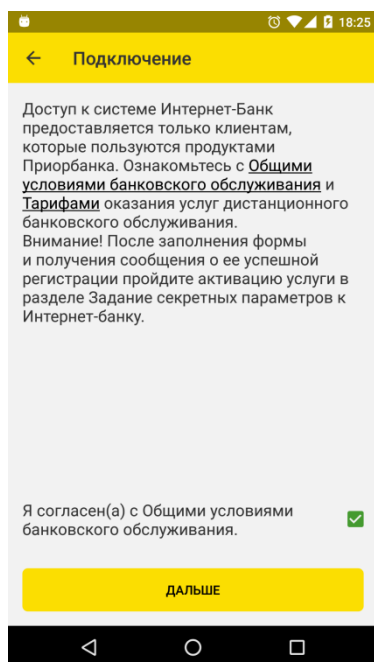 18:25
Подключение
Доступ к системе Интернет-Банк
предоставляется только клиентам,
которые пользуются продуктами
Приорбанка. Ознакомьтесь с Общими
условиями банковского обслуживания и
Тарифами оказания услуг дистанционного
банковского обслуживания.
Внимание! После заполнения формы
и получения сообщения о ее успешной
регистрации пройдите активацию услуги в
разделе Задание секретных параметров к
Интернет-банку.
Я согласен(а) с Общими условиями
банковского обслуживания.
ДАЛЬШЕ